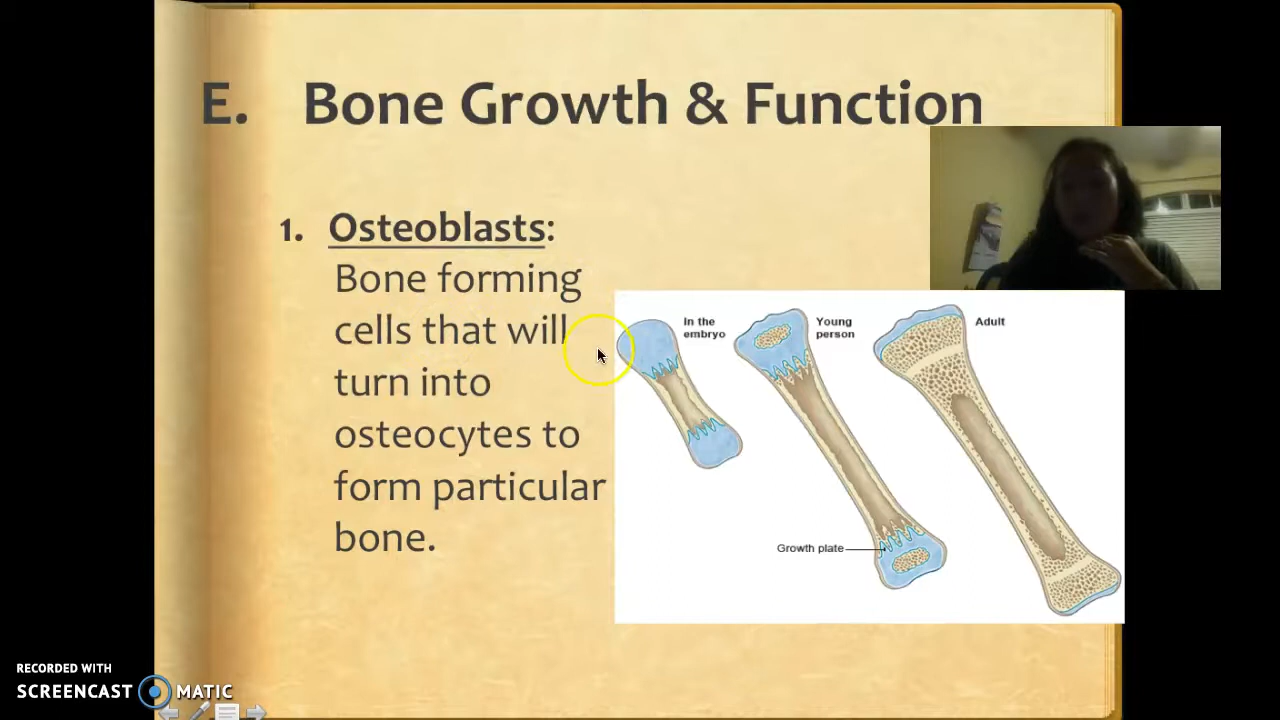 E. Bone Growth & Function
1. Osteoblasts:
Bone forming
cells that will
turn into
osteocytes to
form particular
bone.
In the
embryo
Young
person
Adult
Growth plate
RECORDED WITH
SCREENCAST MATIC